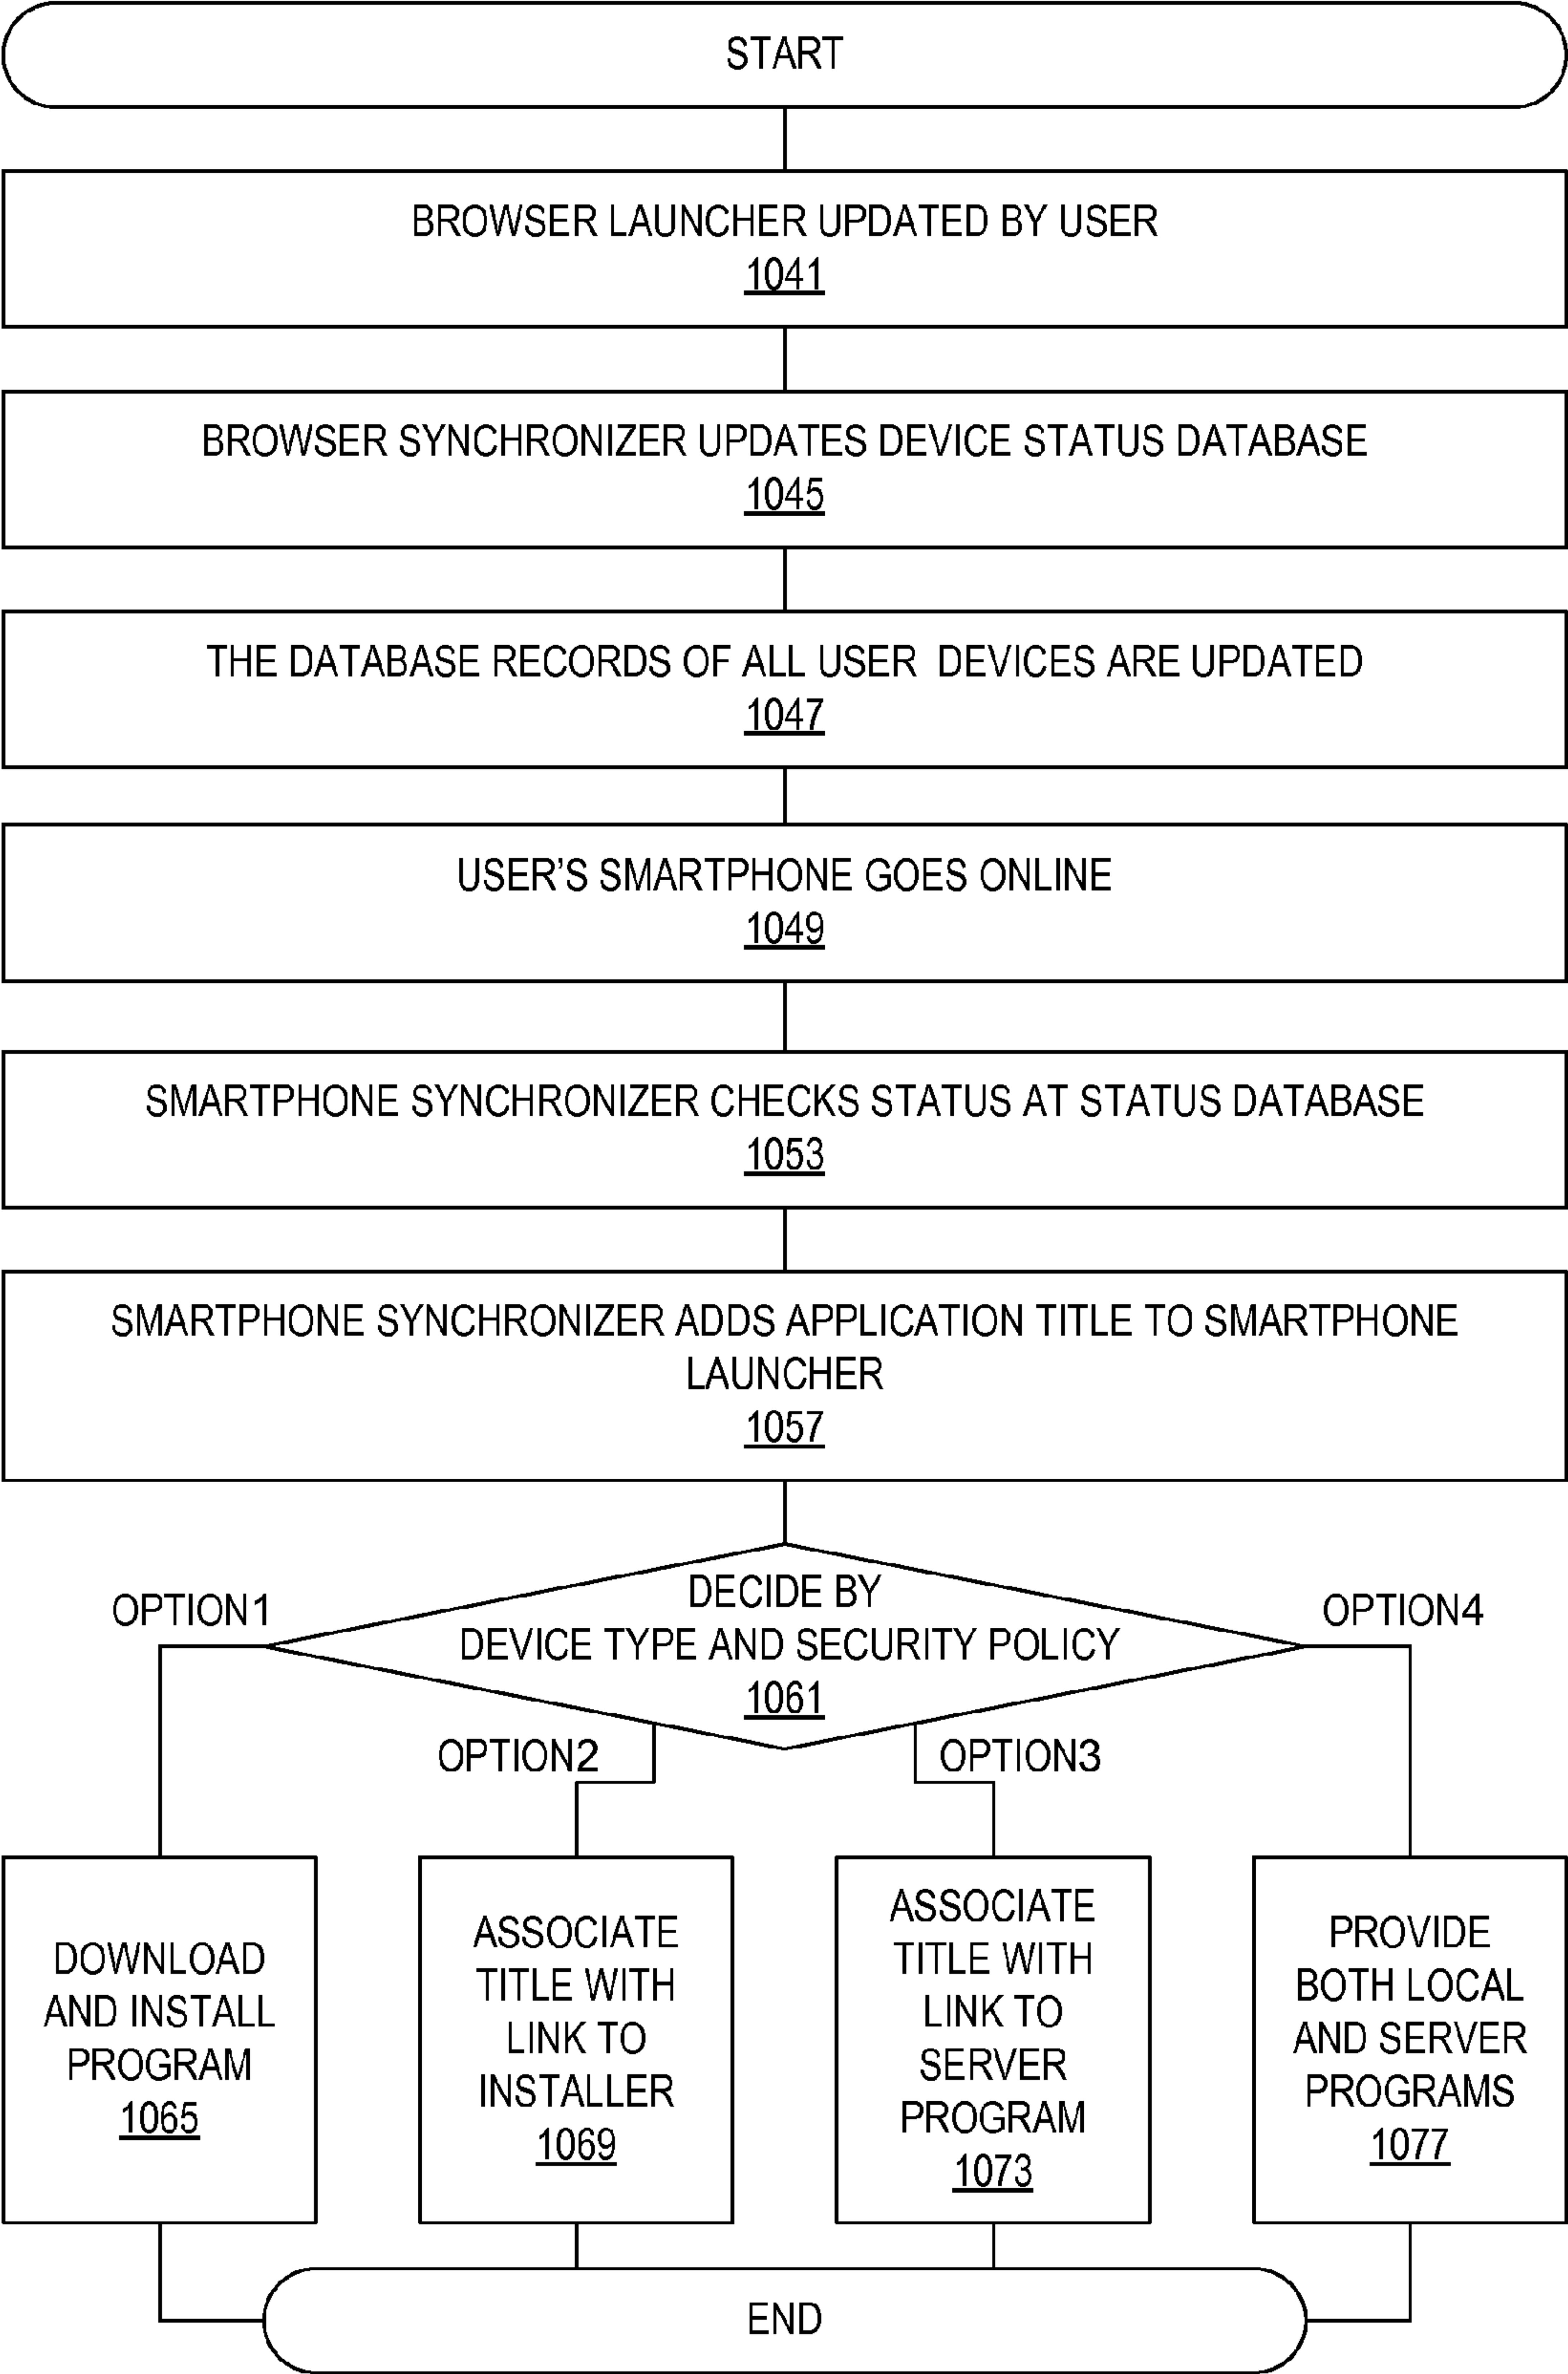 START
BROWSER LAUNCHER UPDATED BY USER
1041
BROWSER SYNCHRONIZER UPDATES DEVICE STATUS DATABASE
1045
THE DATABASE RECORDS OF ALL USER DEVICES ARE UPDATED
1047
USER'S SMARTPHONE GOES ONLINE
1049
SMARTPHONE SYNCHRONIZER CHECKS STATUS AT STATUS DATABASE
1053
SMARTPHONE SYNCHRONIZER ADDS APPLICATION TITLE TO SMARTPHONE
LAUNCHER
1057
DECIDE BY
DEVICE TYPE AND SECURITY POLICY
1061
OPTION1
OPTION2
OPTION3
OPTION4
DOWNLOAD
AND INSTALL
PROGRAM
1065
ASSOCIATE
TITLE WITH
LINK TO
INSTALLER
1069
ASSOCIATE
TITLE WITH
LINK TO
SERVER
PROGRAM
1073
PROVIDE
BOTH LOCAL
AND SERVER
PROGRAMS
1077
END